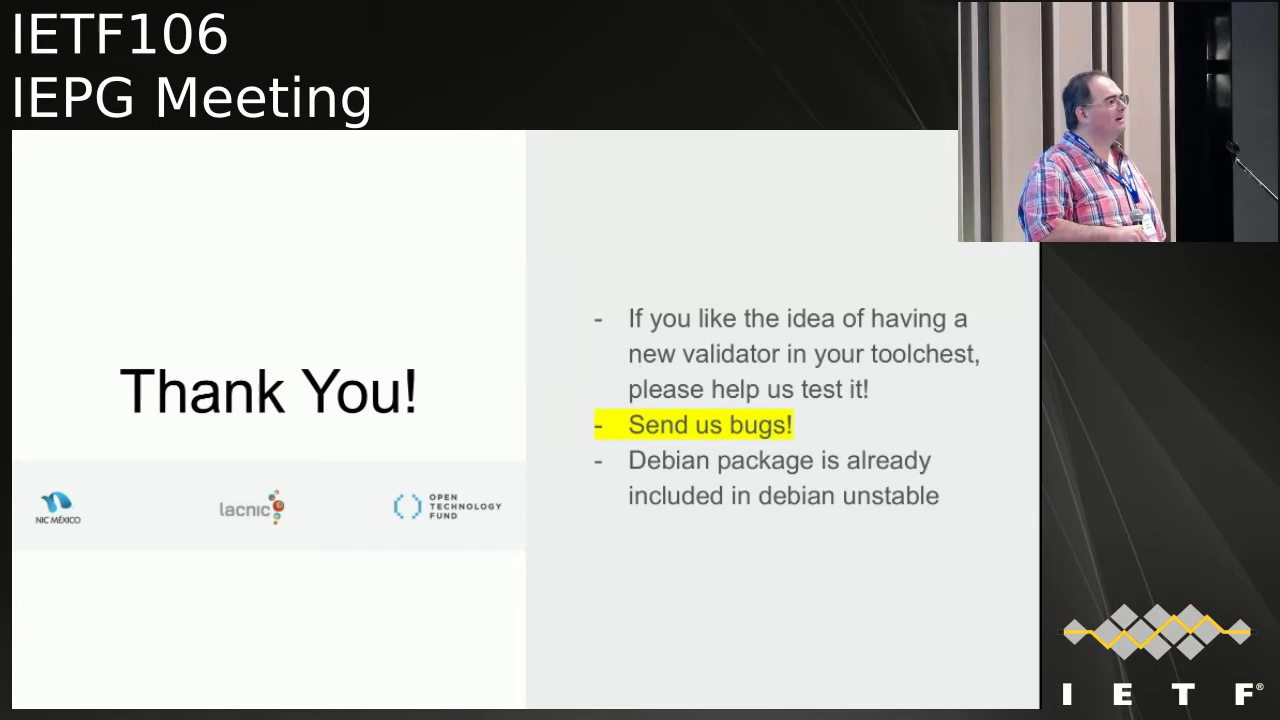 IETF106
IEPG Meeting
Thank You!
NIC MÉXICO
lacnic
OPEN
TECHNOLOGY
FUND
- If you like the idea of having a
new validator in your toolchest,
please help us test it!
- Send us bugs!
- Debian package is already
included in debian unstable
I E T F®